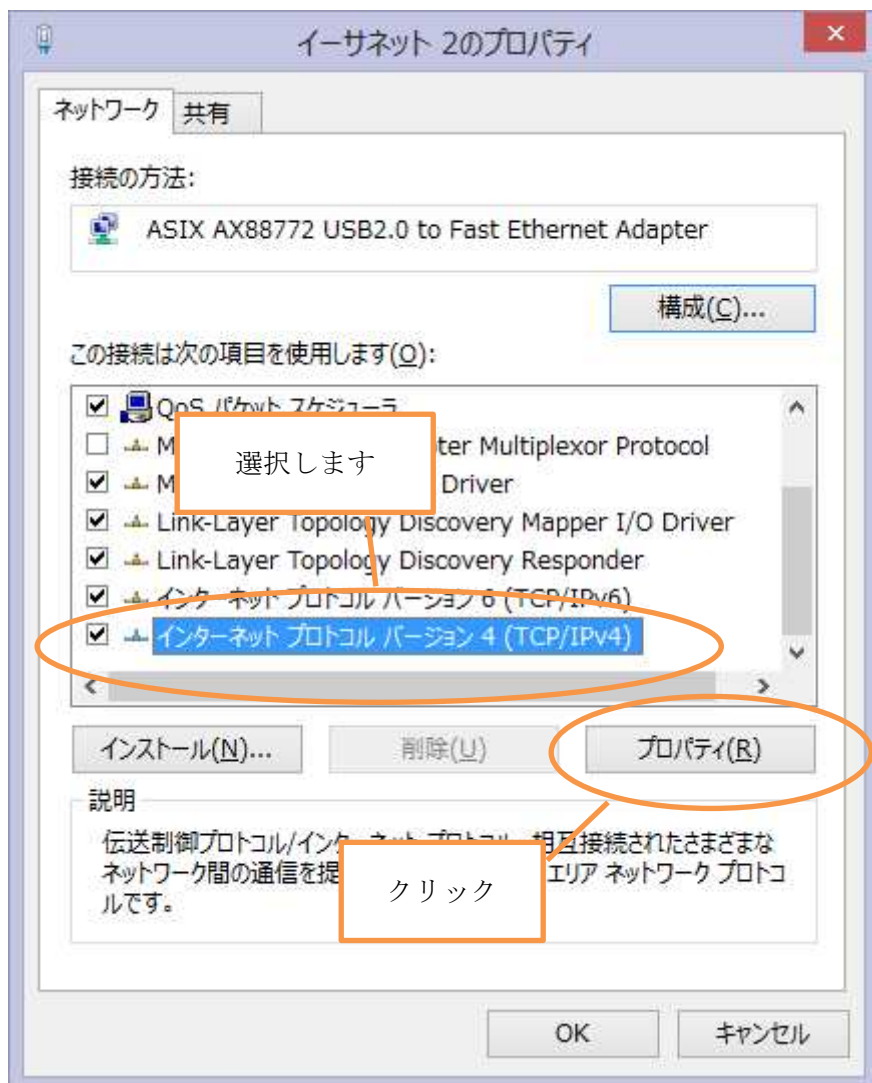 イーサネット 2のプロパティ
ネットワーク 共有
接続の方法:
ASIX AX88772 USB2.0 to Fast Ethernet Adapter
構成(C)...
この接続は次の項目を使用します(O):
QoS パケット スケジューラ
M ter Multiplexor Protocol
選択します
M Driver
Link-Layer Topology Discovery Mapper I/O Driver
Link-Layer Topology Discovery Responder
インターネット プロトコル バージョン 6 (TCP/IPv6)
インターネット プロトコル バージョン 4 (TCP/IPv4)
インストール(N)... 削除(U) プロパティ(R)
説明
伝送制御プロトコル/インターネット プロトコル。相互接続されたさまざまな
ネットワーク間の通信を提 エリア ネットワーク プロトコ
クリック
ルです。
OK キャンセル